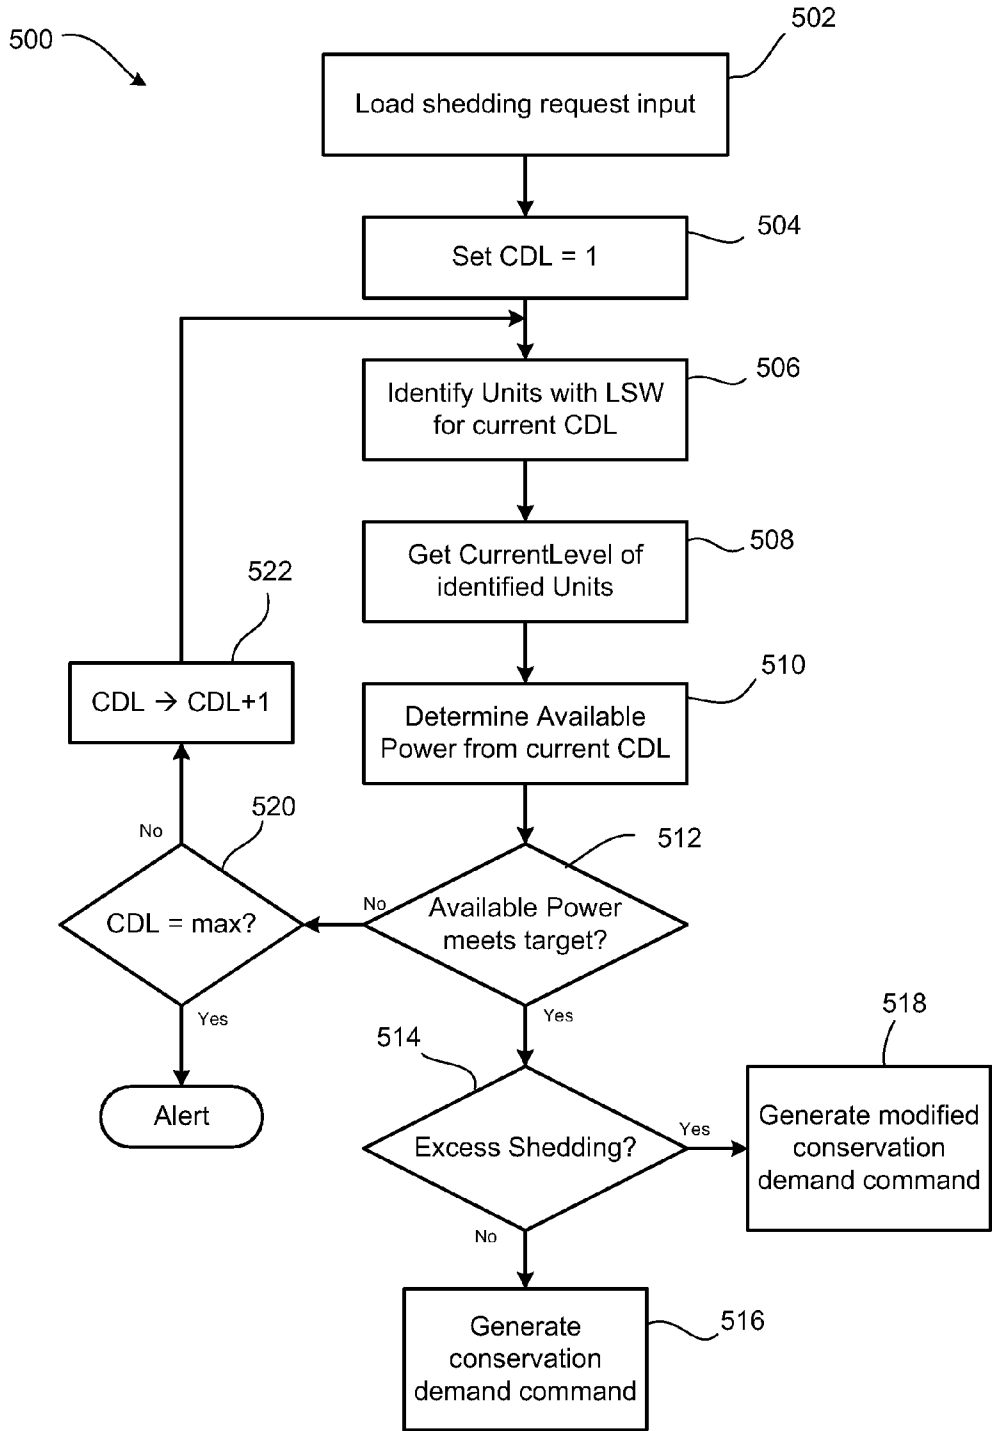 500
502
Load shedding request input
504
Set CDL = 1
506
Identify Units with LSW
for current CDL
508
Get CurrentLevel of
identified Units
522
CDL → CDL+1
510
Determine Available
Power from current CDL
No
520
CDL = max?
Yes
Alert
512
No
Available Power
meets target?
Yes
514
Excess Shedding?
Yes
No
518
Generate modified
conservation
demand command
516
Generate
conservation
demand command